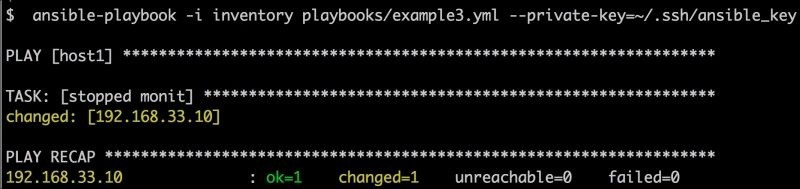 $  ansible-playbook -i inventory playbooks/example3.yml --private-key=~/.ssh/ansible_key
PLAY [host1] ******************************************************************
TASK: [stopped monit] *********************************************************
changed: [192.168.33.10]
PLAY RECAP ********************************************************************
192.168.33.10              : ok=1    changed=1    unreachable=0    failed=0